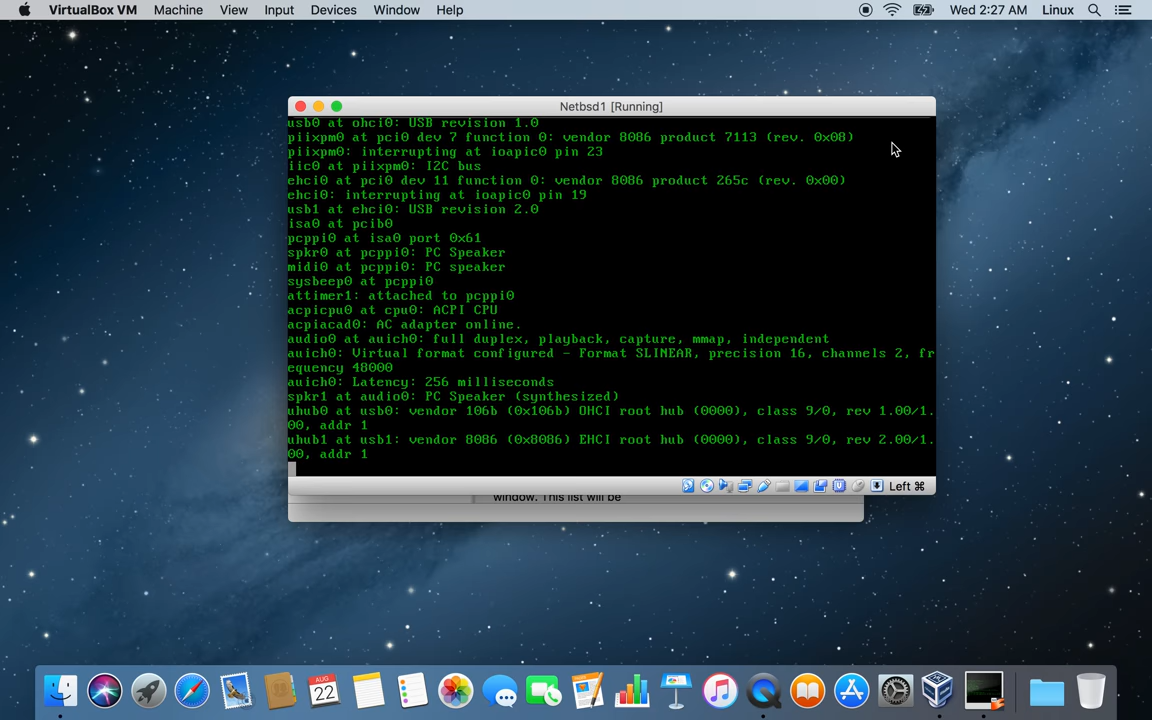 VirtualBox VM Machine View Input Devices Window Help Wed 2:27 AM Linux
Netbsd1 [Running]
usb0 at ohci0: USB revision 1.0
piixpm0 at pci0 dev 7 function 0: vendor 8086 product 7113 (rev. 0x08)
piixpm0: interrupting at ioapic0 pin 23
iic0 at piixpm0: I2C bus
ehci0 at pci0 dev 11 function 0: vendor 8086 product 265c (rev. 0x00)
ehci0: interrupting at ioapic0 pin 19
usb1 at ehci0: USB revision 2.0
isa0 at pcib0
pcppi0 at isa0 port 0x61
spkr0 at pcppi0: PC Speaker
midi0 at pcppi0: PC speaker
sysbeep0 at pcppi0
attimer1: attached to pcppi0
acpicpu0 at cpu0: ACPI CPU
acpiacad0: AC adapter online.
audio0 at auich0: full duplex, playback, capture, mmap, independent
auich0: Virtual format configured - Format SLINEAR, precision 16, channels 2, fr
equency 48000
auich0: Latency: 256 milliseconds
spkr1 at audio0: PC Speaker (synthesized)
uhub0 at usb0: vendor 106b (0x106b) OHCI root hub (0000), class 9/0, rev 1.00/1.
00, addr 1
uhub1 at usb1: vendor 8086 (0x8086) EHCI root hub (0000), class 9/0, rev 2.00/1.
00, addr 1
Left ⌘
window. This list will be
AUG
22